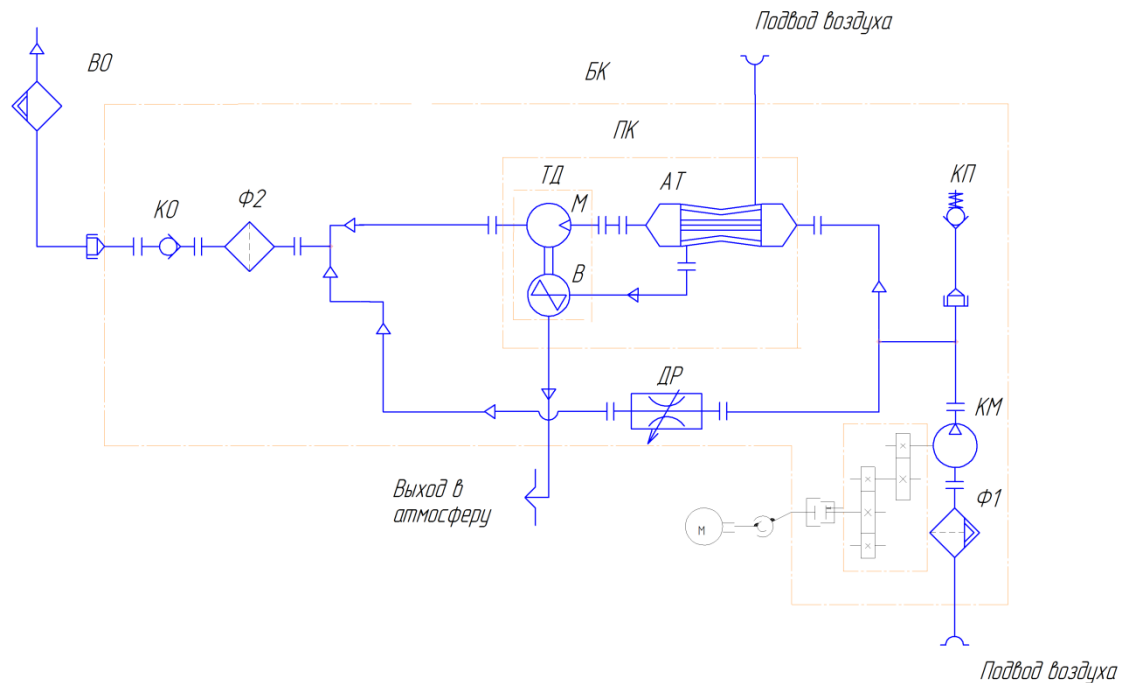 Подвод воздуха
ВО
БК
ПК
ТД
АТ
КП
М
КО
Ф2
В
ДР
КМ
Выход в
атмосферу
Ф1
М
Подвод воздуха